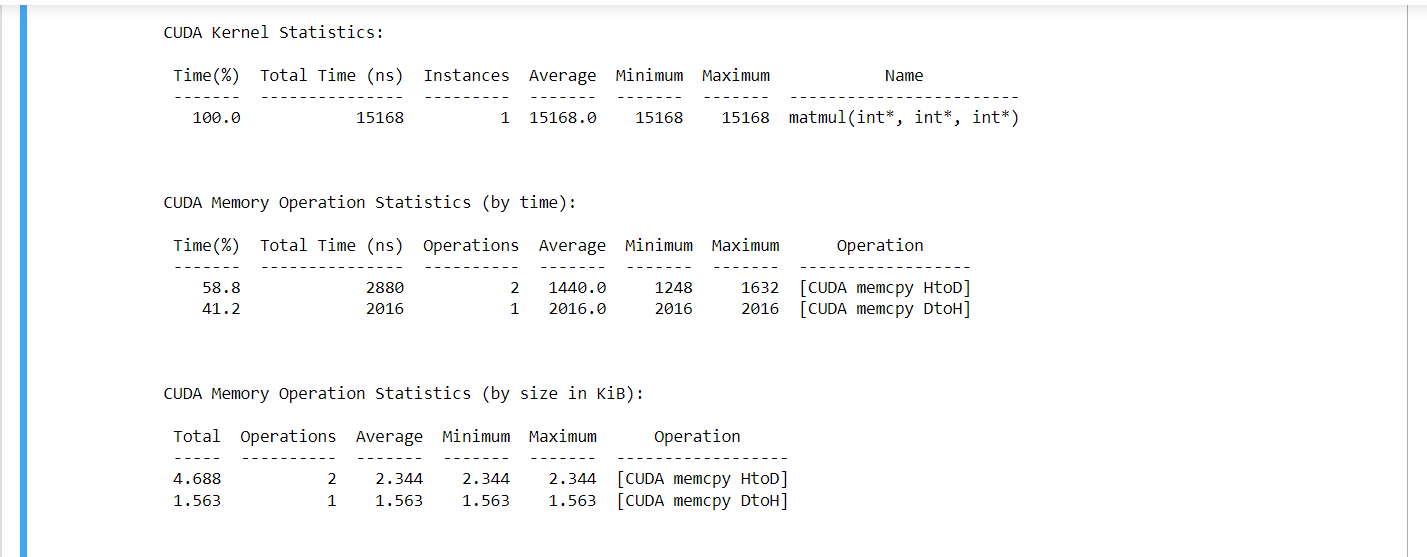 CUDA Kernel Statistics:
Time(%)  Total Time (ns)  Instances  Average  Minimum  Maximum            Name
-------  ---------------  ---------  -------  -------  -------  ------------------------
  100.0            15168          1  15168.0    15168    15168  matmul(int*, int*, int*)
CUDA Memory Operation Statistics (by time):
Time(%)  Total Time (ns)  Operations  Average  Minimum  Maximum      Operation
-------  ---------------  ----------  -------  -------  -------  ------------------
   58.8             2880           2   1440.0     1248     1632  [CUDA memcpy HtoD]
   41.2             2016           1   2016.0     2016     2016  [CUDA memcpy DtoH]
CUDA Memory Operation Statistics (by size in KiB):
Total  Operations  Average  Minimum  Maximum      Operation
-----  ----------  -------  -------  -------  ------------------
4.688           2    2.344    2.344    2.344  [CUDA memcpy HtoD]
1.563           1    1.563    1.563    1.563  [CUDA memcpy DtoH]